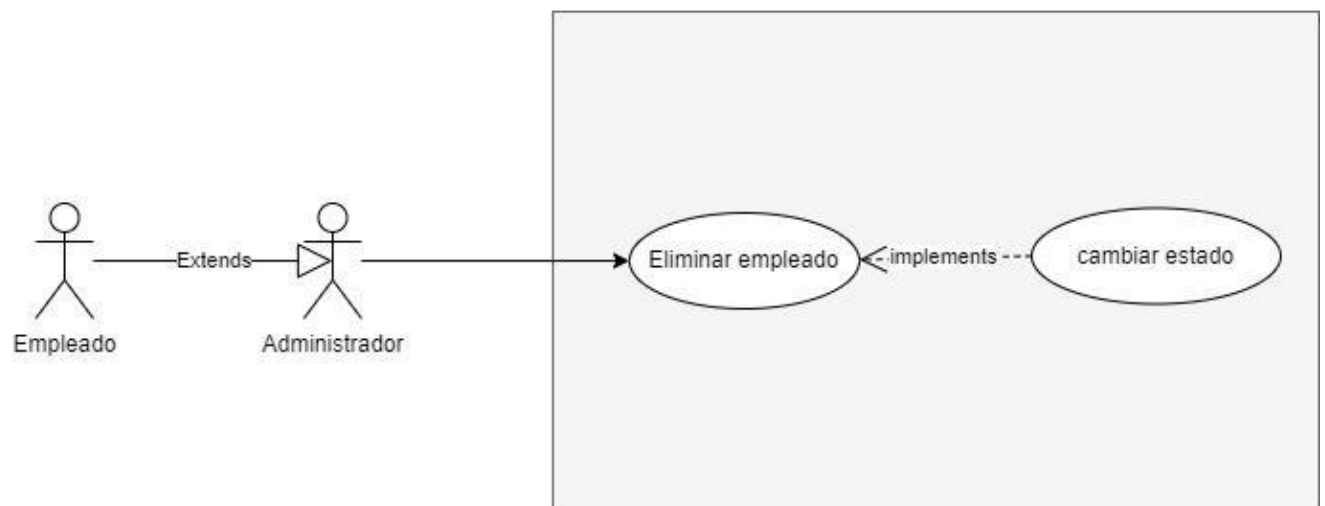 Extends
Eliminar empleado
implements
cambiar estado
Empleado
Administrador